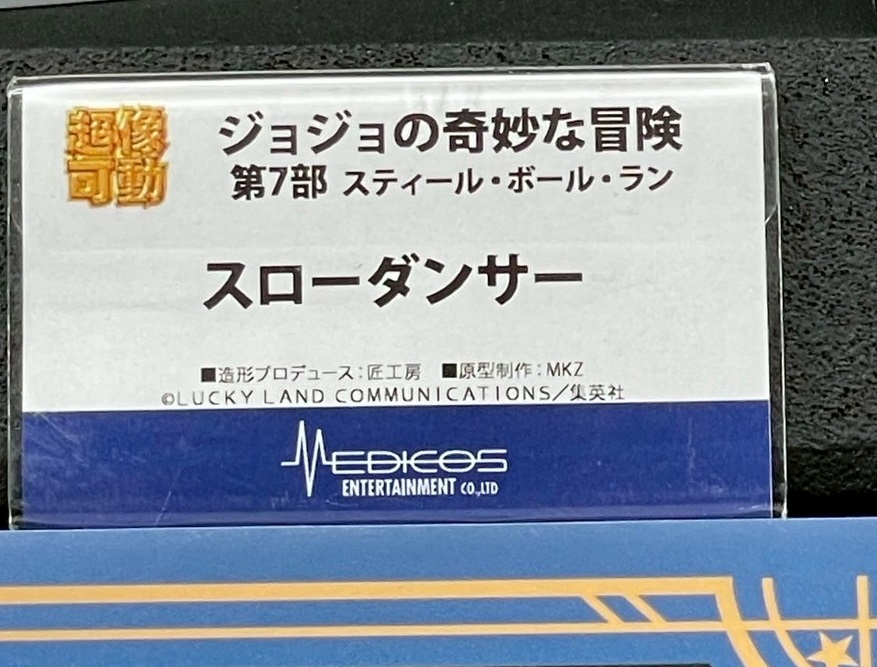 超像
可動
ジョジョの奇妙な冒険
第7部 スティール・ボール・ラン
スローダンサー
■造形プロデュース：匠工房 ■原型制作：MKZ
©LUCKY LAND COMMUNICATIONS／集英社
MEDICOS
ENTERTAINMENT CO.,LTD